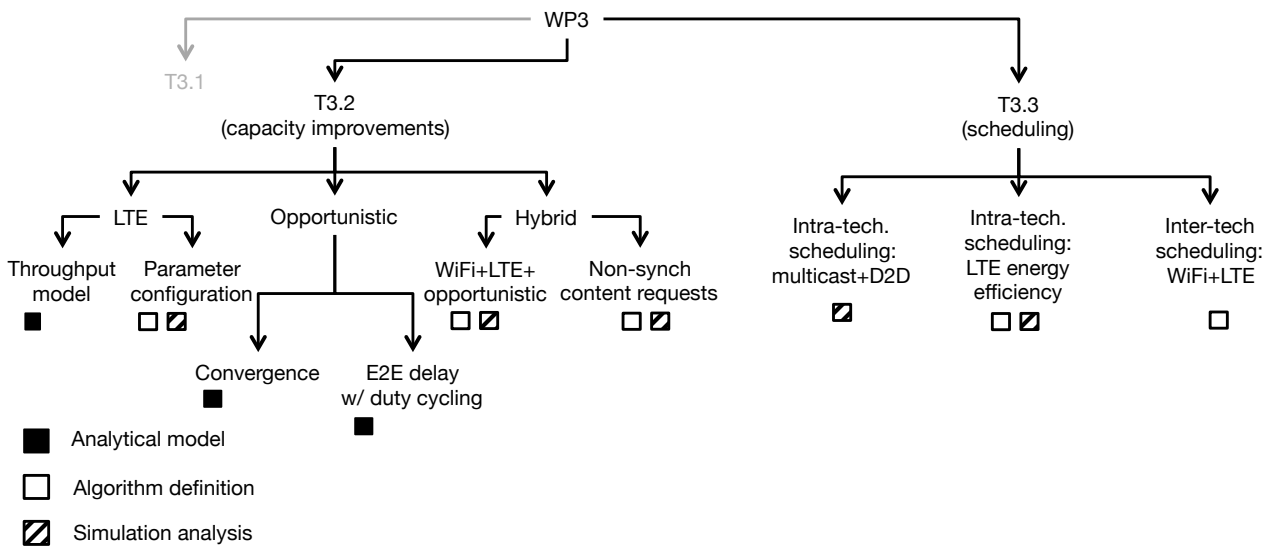 WP3
T3.1
T3.2
(capacity improvements)
T3.3
(scheduling)
LTE
Opportunistic
Hybrid
Throughput
model
Parameter
configuration
WiFi+LTE+
opportunistic
Non-synch
content requests
Intra-tech.
scheduling:
multicast+D2D
Intra-tech.
scheduling:
LTE energy
efficiency
Inter-tech
scheduling:
WiFi+LTE
Convergence
E2E delay
w/ duty cycling
Analytical model
Algorithm definition
Simulation analysis